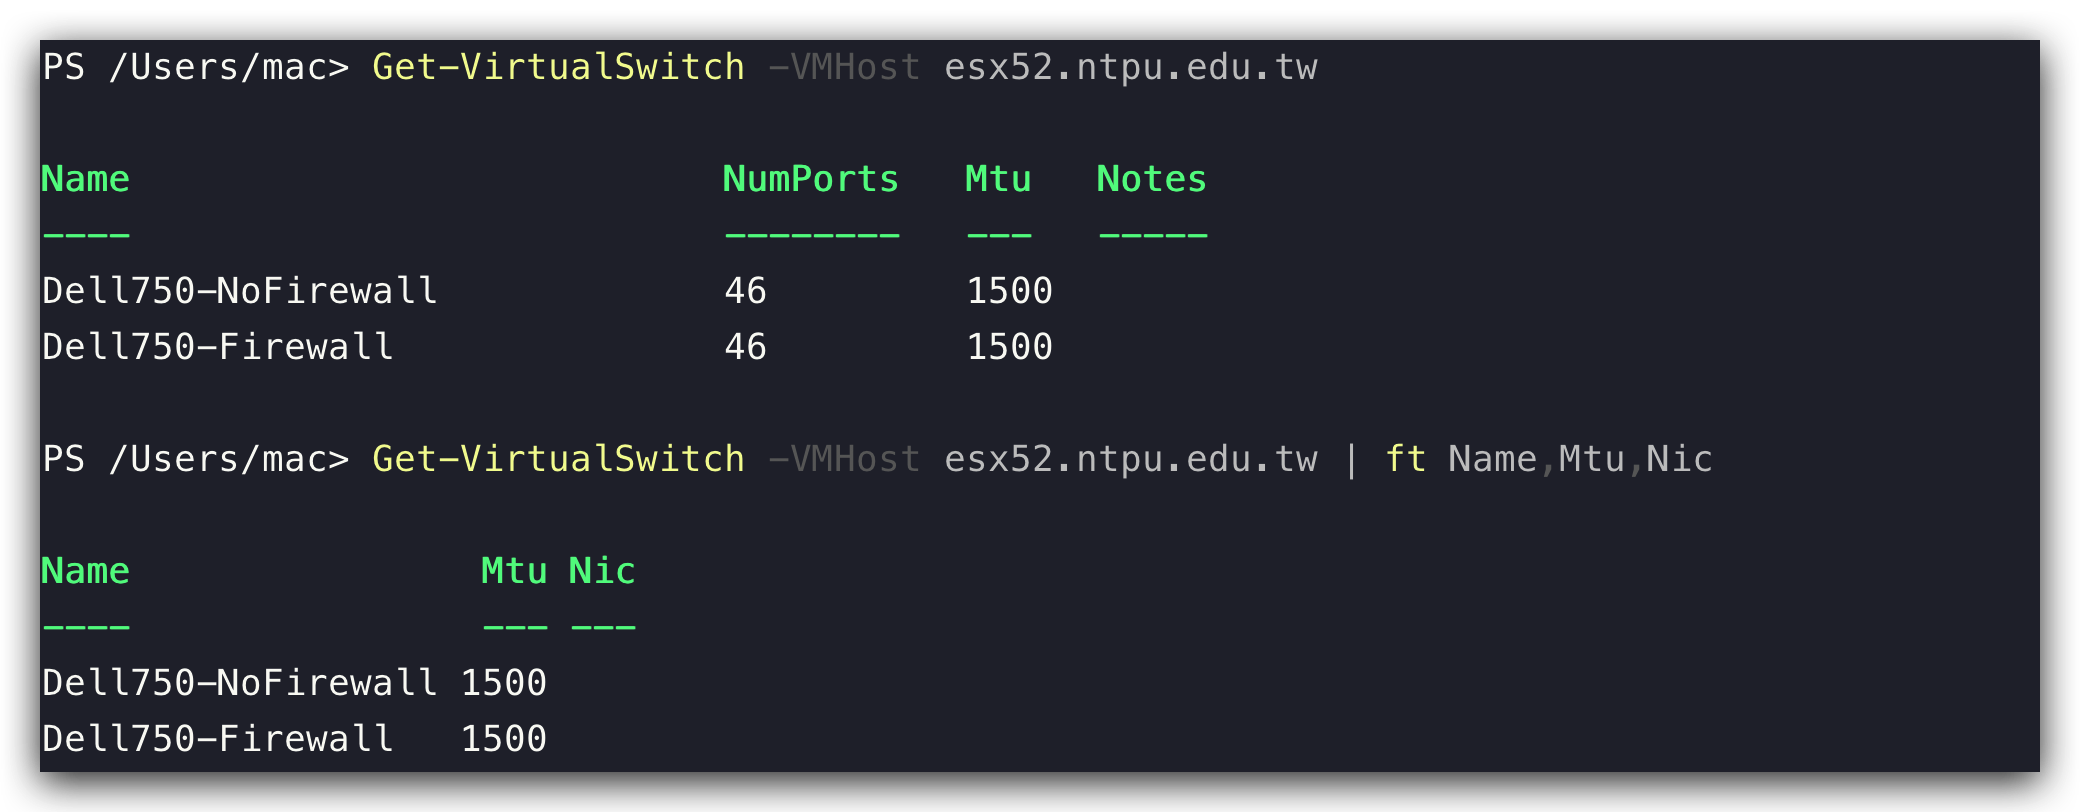 PS /Users/mac> Get-VirtualSwitch -VMHost esx52.ntpu.edu.tw
Name NumPorts Mtu Notes
---- -------- --- -----
Dell750-NoFirewall 46 1500
Dell750-Firewall 46 1500
PS /Users/mac> Get-VirtualSwitch -VMHost esx52.ntpu.edu.tw | ft Name,Mtu,Nic
Name Mtu Nic
---- --- ---
Dell750-NoFirewall 1500
Dell750-Firewall 1500